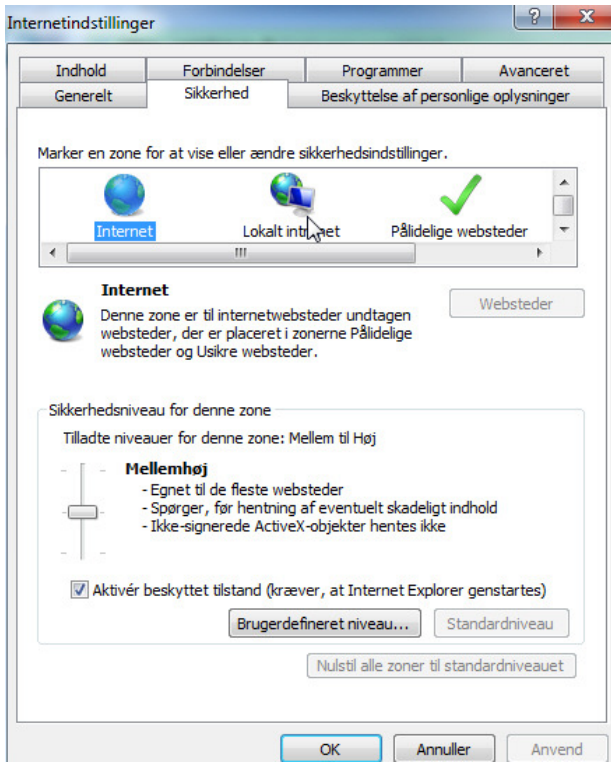 Internetindstillinger
?
X
Indhold
Forbindelser
Programmer
Avanceret
Generelt
Sikkerhed
Beskyttelse af personlige oplysninger
Marker en zone for at vise eller ændre sikkerhedsindstillinger.
Internet
Lokalt intranet
Pålidelige websteder
Internet
Denne zone er til internetwebsteder undtagen
websteder, der er placeret i zonerne Pålidelige
websteder og Usikre websteder.
Websteder
Sikkerhedsniveau for denne zone
Tilladte niveauer for denne zone: Mellem til Høj
Mellemhøj
- Egnet til de fleste websteder
- Spørger, før hentning af eventuelt skadeligt indhold
- Ikke-signerede ActiveX-objekter hentes ikke
Aktivér beskyttet tilstand (kræver, at Internet Explorer genstartes)
Brugerdefineret niveau...
Standardniveau
Nulstil alle zoner til standardniveauet
OK
Annuller
Anvend